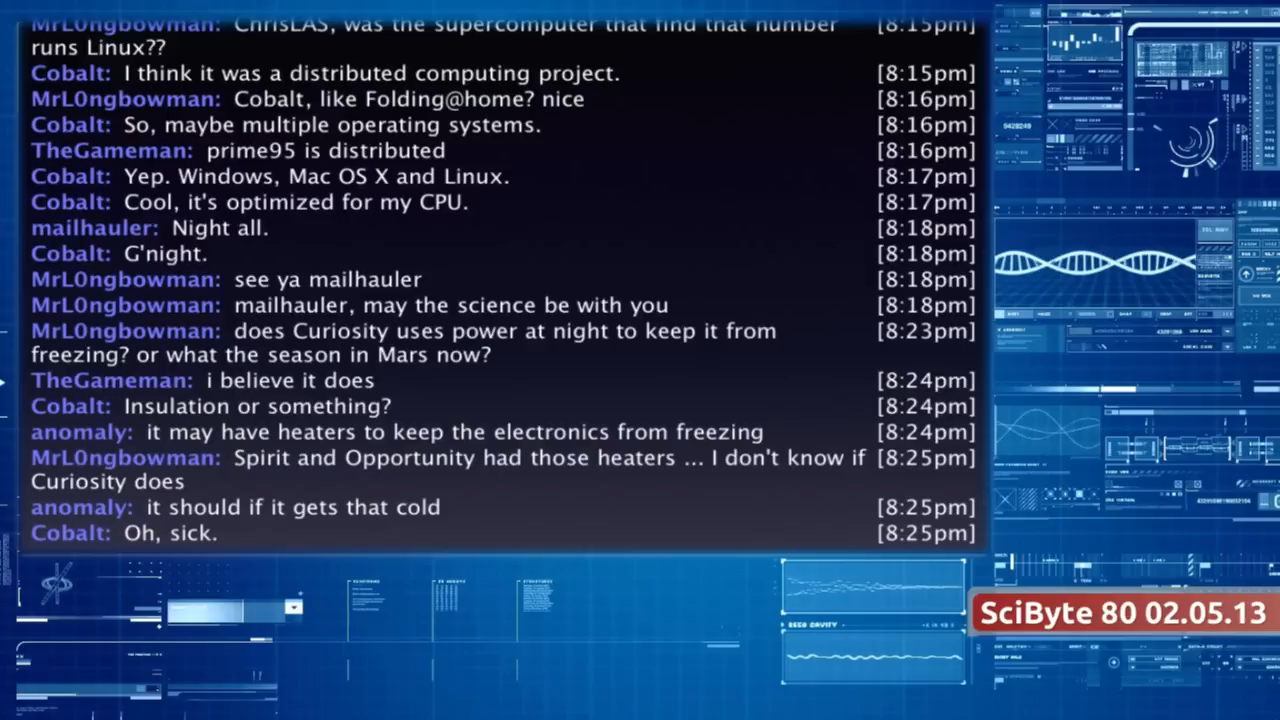 MrL0ngbowman: ChrisLAS, was the supercomputer that find that number [8:15pm]
runs Linux??
Cobalt: I think it was a distributed computing project. [8:15pm]
MrL0ngbowman: Cobalt, like Folding@home? nice [8:16pm]
Cobalt: So, maybe multiple operating systems. [8:16pm]
TheGameman: prime95 is distributed [8:16pm]
Cobalt: Yep. Windows, Mac OS X and Linux. [8:17pm]
Cobalt: Cool, it's optimized for my CPU. [8:17pm]
mailhauler: Night all. [8:18pm]
Cobalt: G'night. [8:18pm]
MrL0ngbowman: see ya mailhauler [8:18pm]
MrL0ngbowman: mailhauler, may the science be with you [8:18pm]
MrL0ngbowman: does Curiosity uses power at night to keep it from [8:23pm]
freezing? or what the season in Mars now?
TheGameman: i believe it does [8:24pm]
Cobalt: Insulation or something? [8:24pm]
anomaly: it may have heaters to keep the electronics from freezing [8:24pm]
MrL0ngbowman: Spirit and Opportunity had those heaters ... I don't know if [8:25pm]
Curiosity does
anomaly: it should if it gets that cold [8:25pm]
Cobalt: Oh, sick. [8:25pm]
SciByte 80 02.05.13